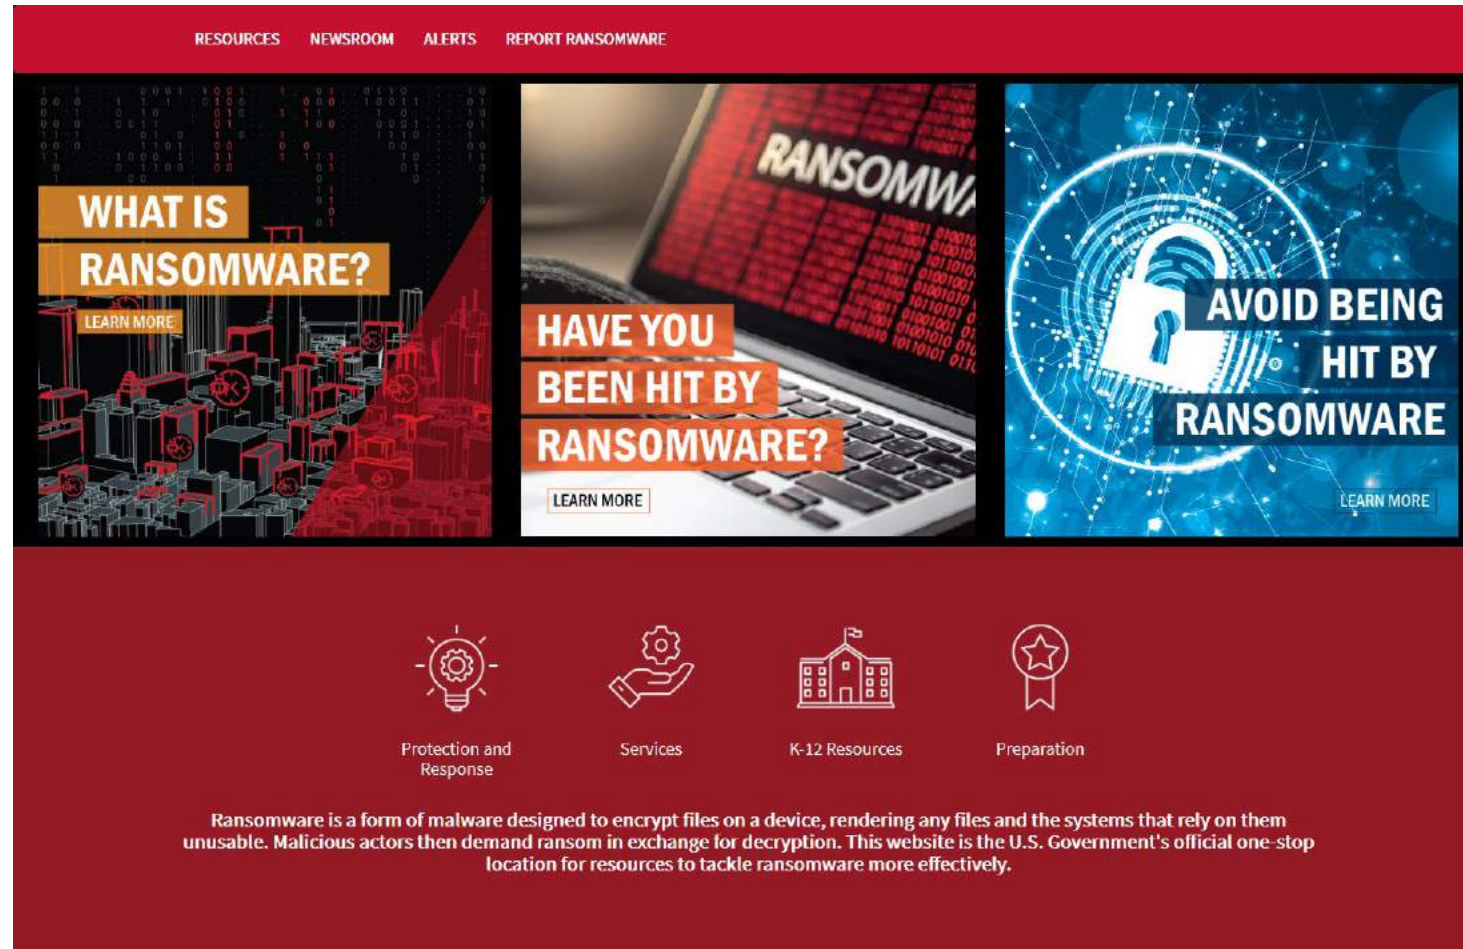 RESOURCES NEWSROOM ALERTS REPORT RANSOMWARE
WHAT IS
RANSOMWARE?
LEARN MORE
RANSOMWA
HAVE YOU
BEEN HIT BY
RANSOMWARE?
LEARN MORE
AVOID BEING
HIT BY
RANSOMWARE
LEARN MORE
Protection and
Response
Services
K-12 Resources
Preparation
Ransomware is a form of malware designed to encrypt files on a device, rendering any files and the systems that rely on them
unusable. Malicious actors then demand ransom in exchange for decryption. This website is the U.S. Government's official one-stop
location for resources to tackle ransomware more effectively.